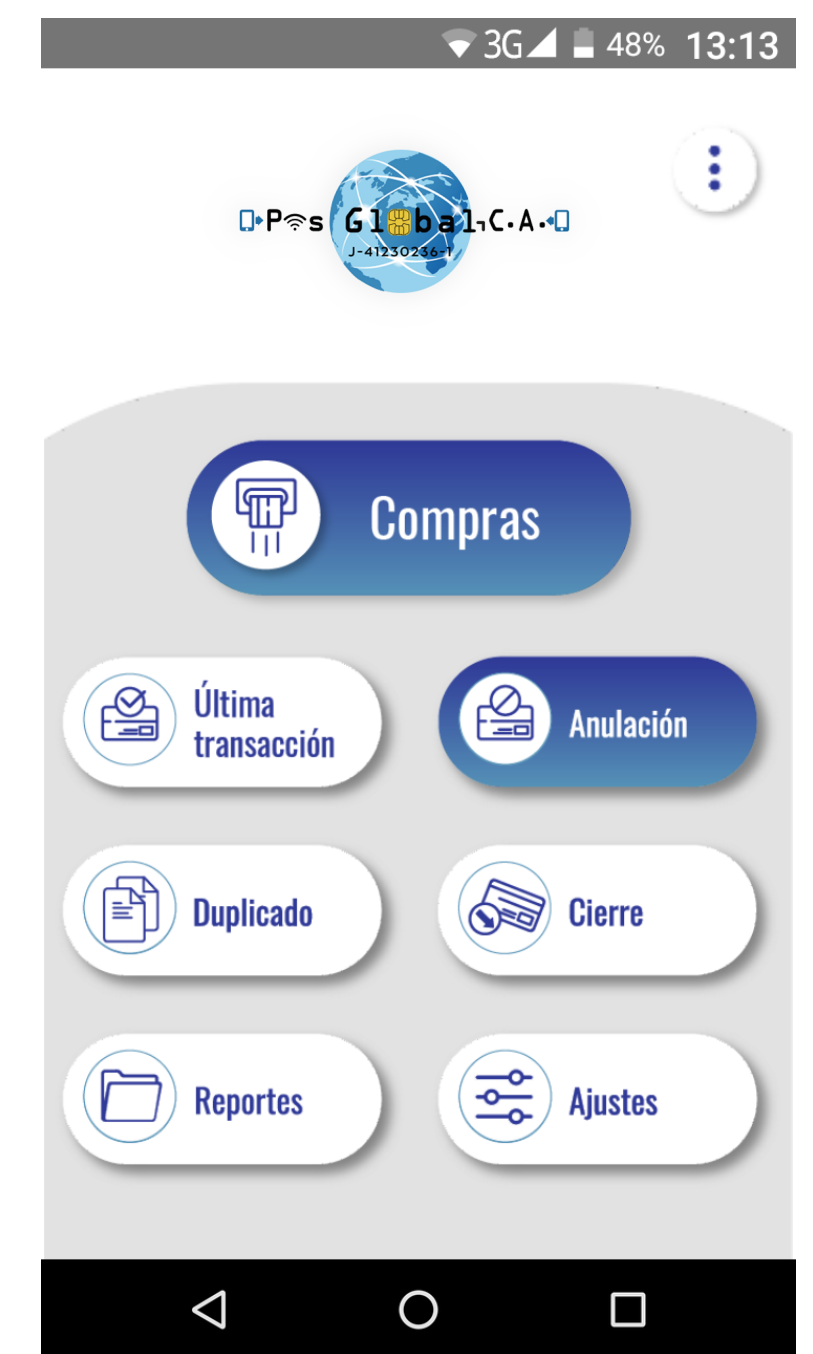 3G 48% 13:13
Pos Global, C.A.
J-41230236-1
Compras
Última
transacción
Anulación
Duplicado
Cierre
Reportes
Ajustes